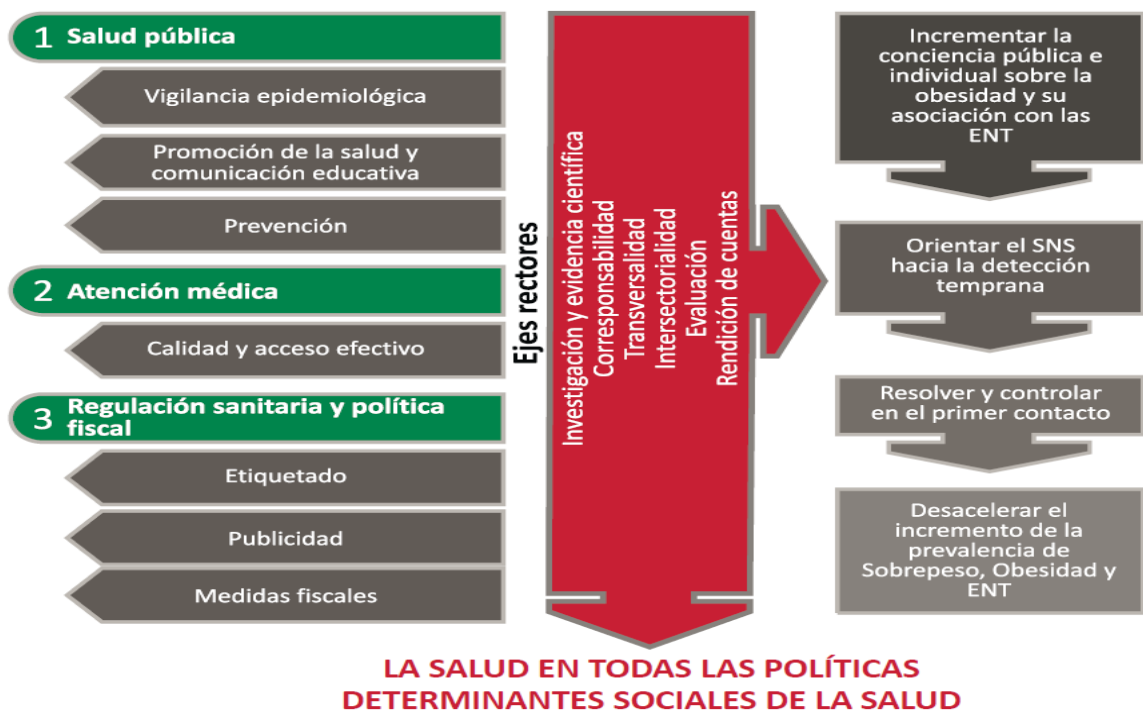 1 Salud pública
Vigilancia epidemiológica
Promoción de la salud y
comunicación educativa
Prevención
2 Atención médica
Calidad y acceso efectivo
3 Regulación sanitaria y política
fiscal
Etiquetado
Publicidad
Medidas fiscales
Ejes rectores
Investigación y evidencia científica
Corresponsabilidad
Transversalidad
Intersectorialidad
Evaluación
Rendición de cuentas
Incrementar la
conciencia pública e
individual sobre la
obesidad y su
asociación con las
ENT
Orientar el SNS
hacia la detección
temprana
Resolver y controlar
en el primer contacto
Desacelerar el
incremento de la
prevalencia de
Sobrepeso, Obesidad y
ENT
LA SALUD EN TODAS LAS POLÍTICAS
DETERMINANTES SOCIALES DE LA SALUD